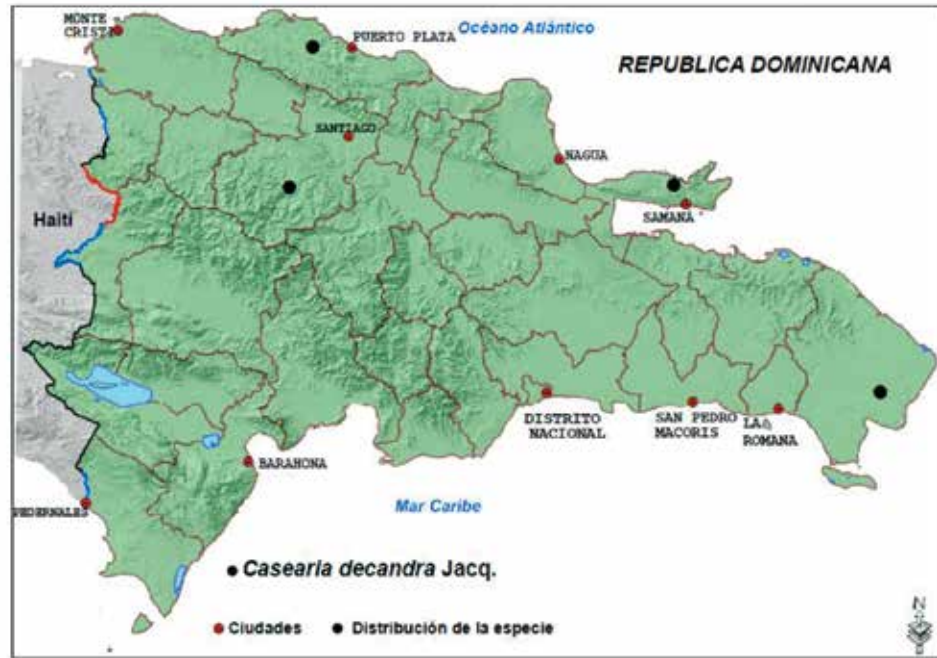 MONTE
CRISTI
PUERTO PLATA
Océano Atlántico
REPUBLICA DOMINICANA
SANTIAGO
NAGUA
Haití
SAMANA
DISTRITO
NACIONAL
SAN PEDRO
MACORIS
LA
ROMANA
BARAHONA
PEDERNALES
Mar Caribe
Casearia decandra Jacq.
Ciudades
Distribución de la especie
N